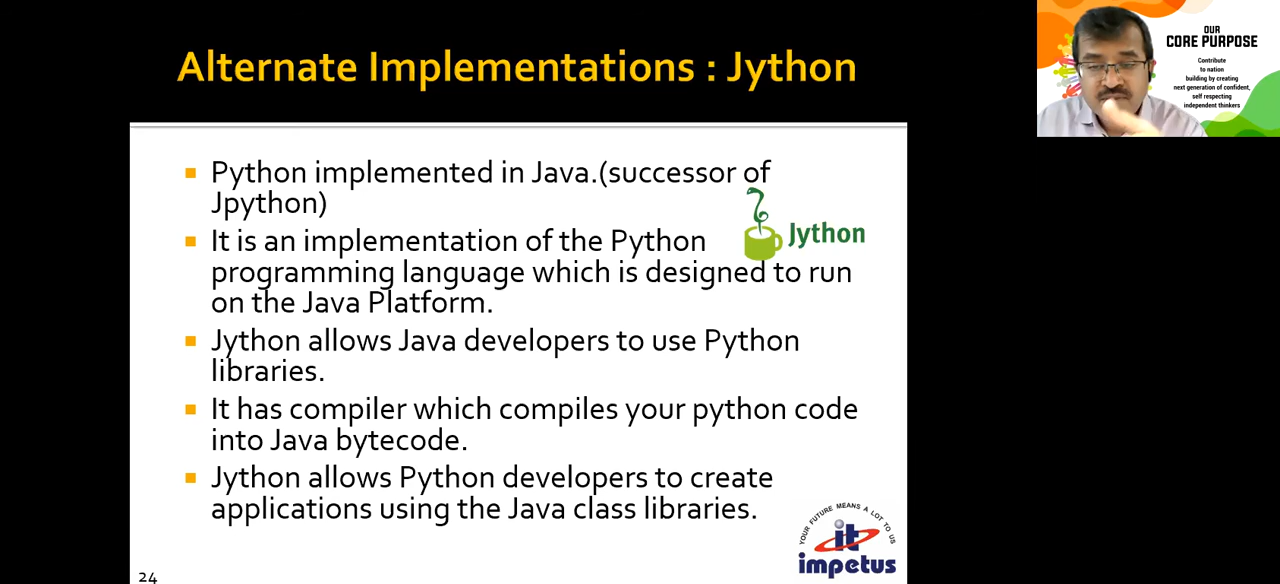 Alternate Implementations : Jython
OUR
CORE PURPOSE
Contribute
to nation
building by creating
next generation of confident,
self respecting
independent thinkers
Python implemented in Java.(successor of
Jpython)
Jython
It is an implementation of the Python
programming language which is designed to run
on the Java Platform.
Jython allows Java developers to use Python
libraries.
It has compiler which compiles your python code
into Java bytecode.
Jython allows Python developers to create
applications using the Java class libraries.
YOUR FUTURE MEANS A LOT TO US
it
impetus
24